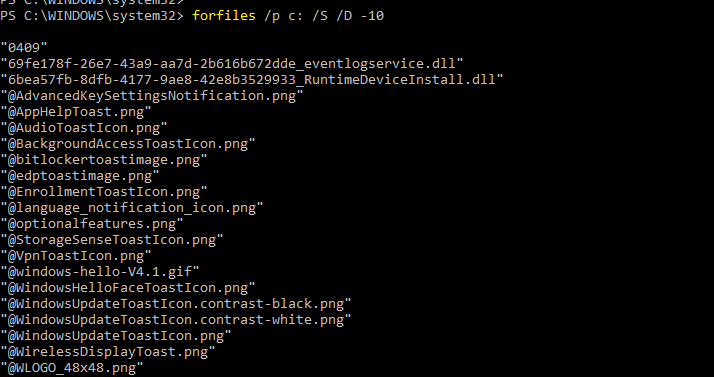 PS C:\WINDOWS\system32>
PS C:\WINDOWS\system32> forfiles /p c: /S /D -10
"0409"
"69fe178f-26e7-43a9-aa7d-2b616b672dde_eventlogservice.dll"
"6bea57fb-8dfb-4177-9ae8-42e8b3529933_RuntimeDeviceInstall.dll"
"@AdvancedKeySettingsNotification.png"
"@AppHelpToast.png"
"@AudioToastIcon.png"
"@BackgroundAccessToastIcon.png"
"@bitlockertoastimage.png"
"@edptoastimage.png"
"@EnrollmentToastIcon.png"
"@language_notification_icon.png"
"@optionalfeatures.png"
"@StorageSenseToastIcon.png"
"@VpnToastIcon.png"
"@windows-hello-V4.1.gif"
"@WindowsHelloFaceToastIcon.png"
"@WindowsUpdateToastIcon.contrast-black.png"
"@WindowsUpdateToastIcon.contrast-white.png"
"@WindowsUpdateToastIcon.png"
"@WirelessDisplayToast.png"
"@WLOGO_48x48.png"